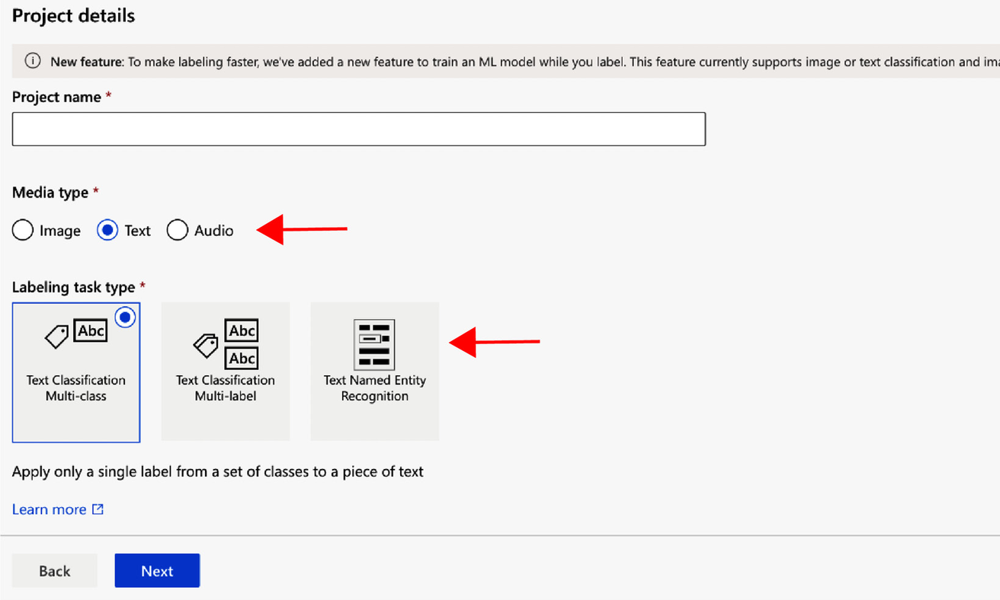 Project details
New feature: To make labeling faster, we've added a new feature to train an ML model while you label. This feature currently supports image or text classification and
Project name *
Media type *
Image Text Audio
Labeling task type *
Abc Abc
Abc
Text Classification Text Classification Text Named Entity
Multi-class Multi-label Recognition
Apply only a single label from a set of classes to a piece of text
Learn more
Back Next